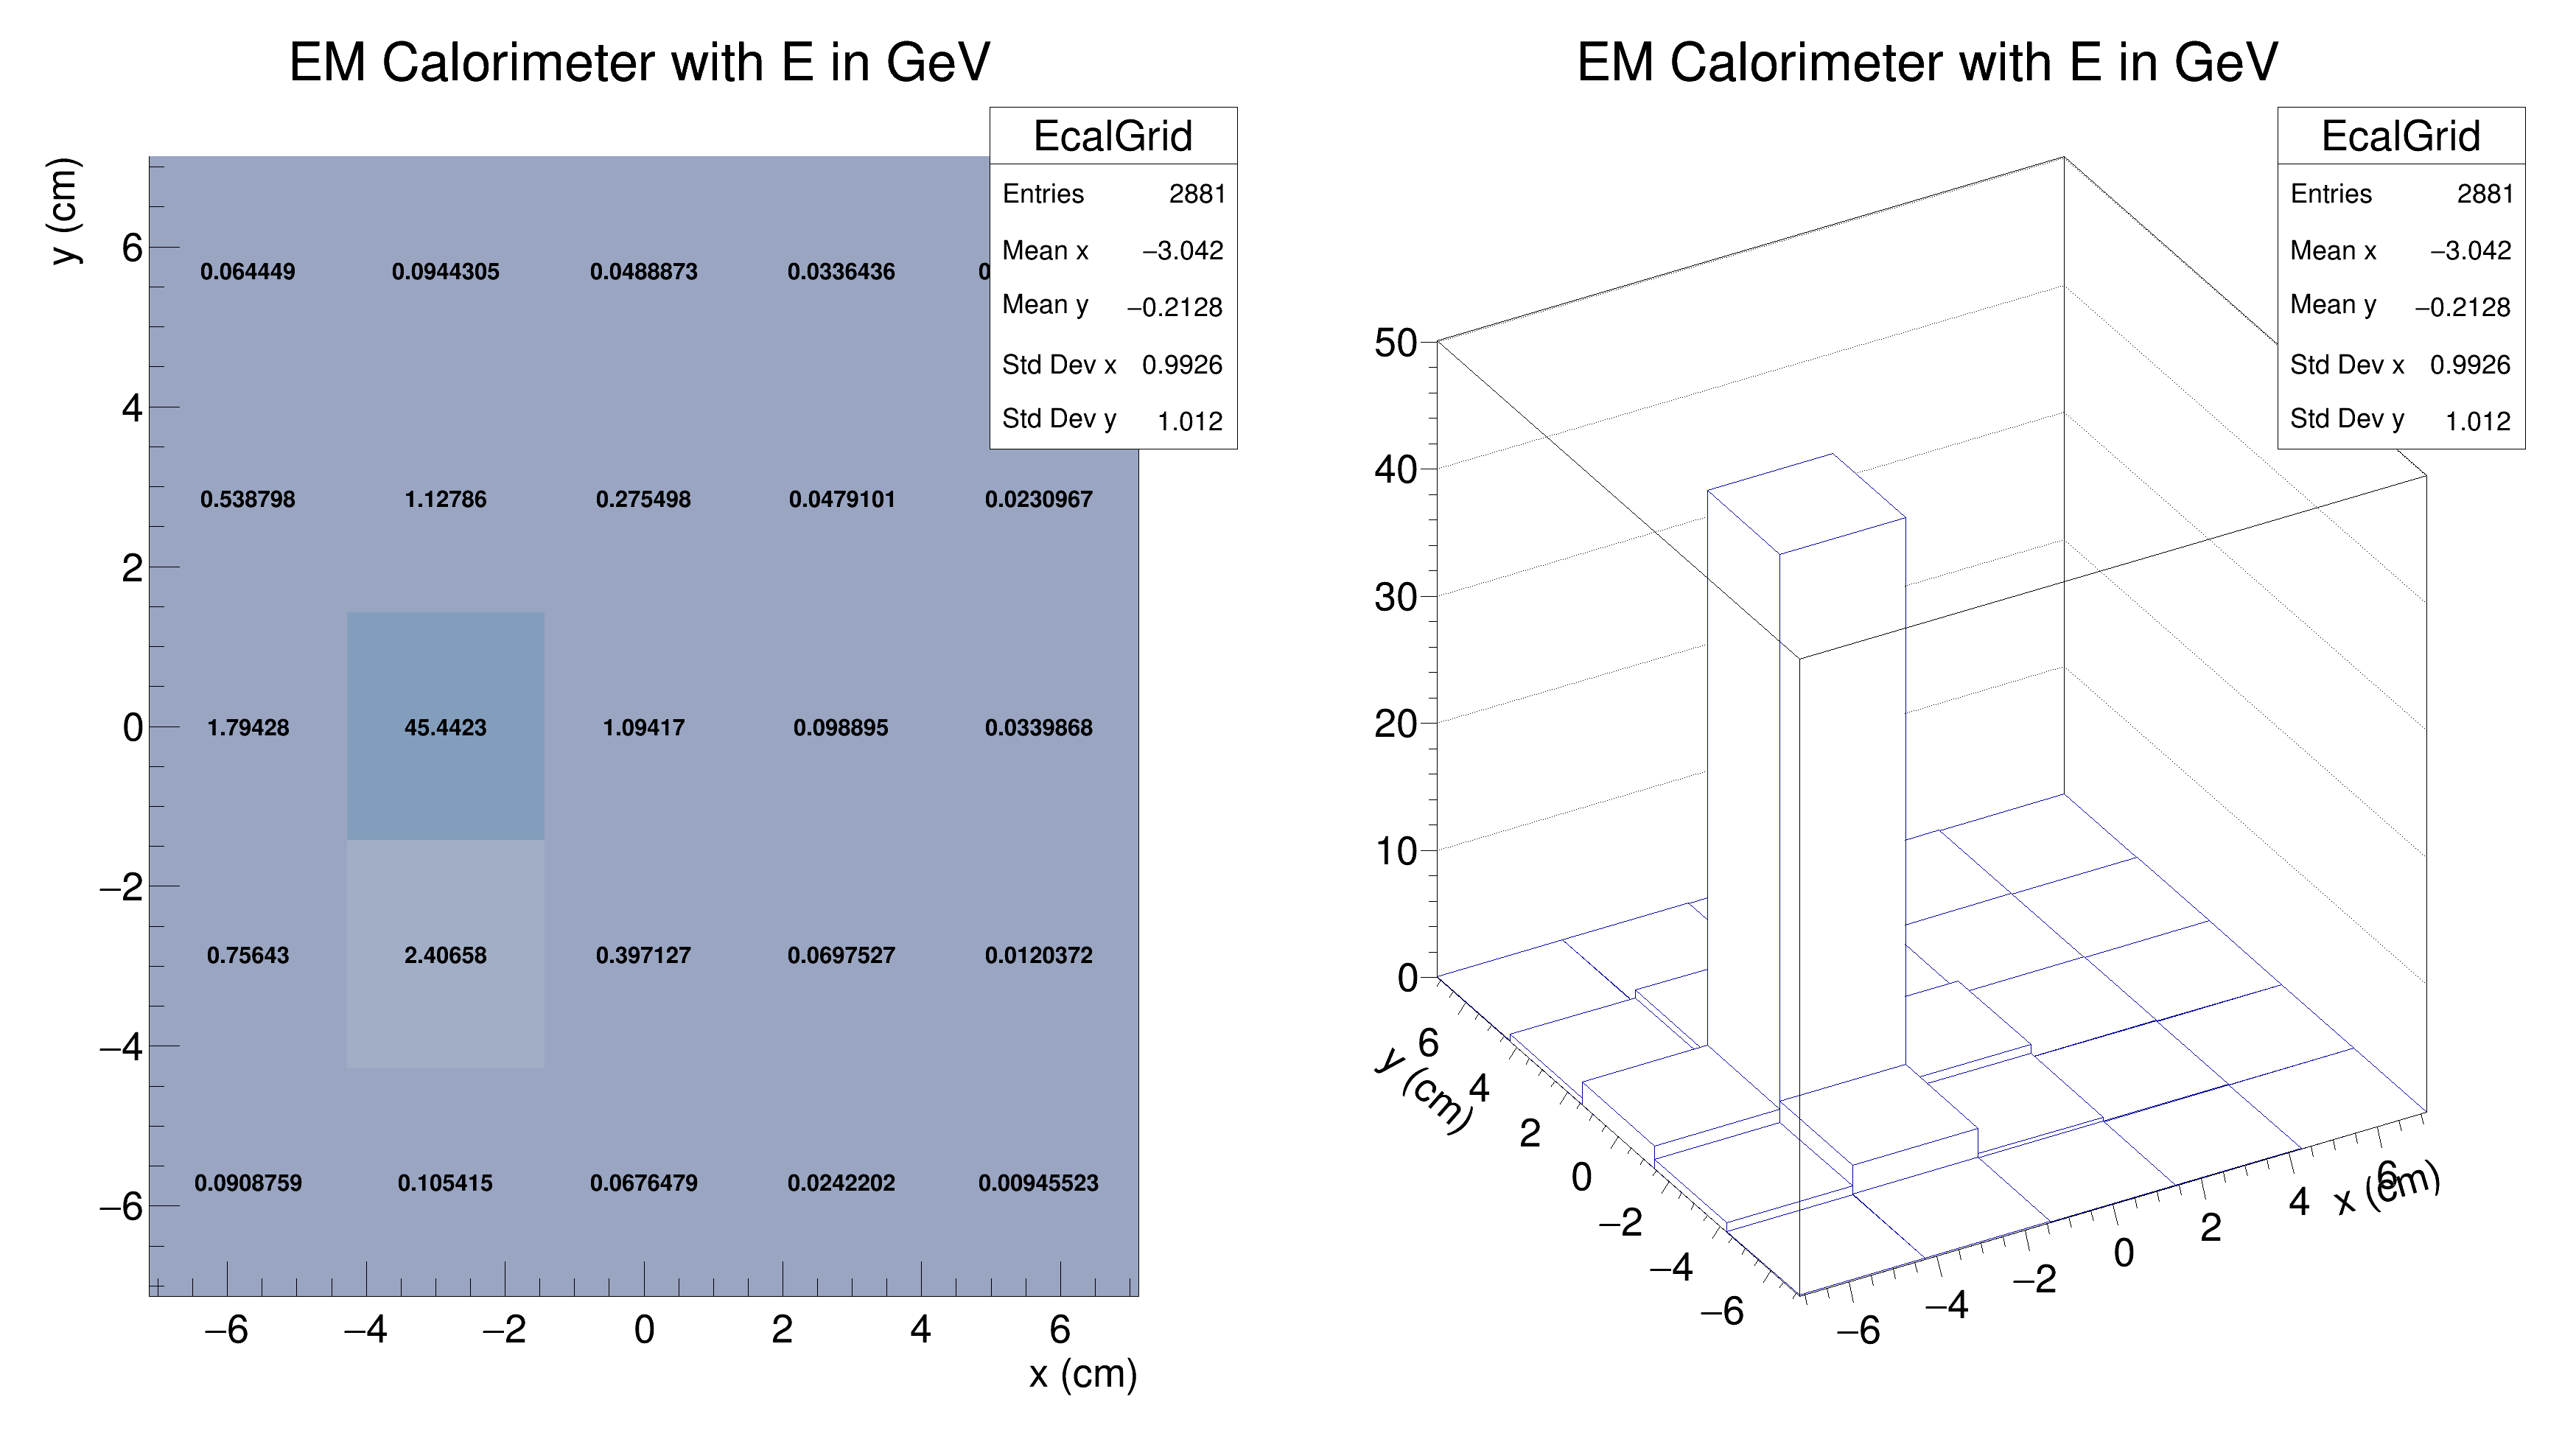 EM Calorimeter with E in GeV
EcalGrid
Entries 2881
Mean x −3.042
Mean y −0.2128
Std Dev x 0.9926
Std Dev y 1.012
y (cm)
6
4
2
0
−2
−4
−6
0.064449 0.0944305 0.0488873 0.0336436
0.538798 1.12786 0.275498 0.0479101 0.0230967
1.79428 45.4423 1.09417 0.098895 0.0339868
0.75643 2.40658 0.397127 0.0697527 0.0120372
0.0908759 0.105415 0.0676479 0.0242202 0.00945523
−6 −4 −2 0 2 4 6
x (cm)
EM Calorimeter with E in GeV
EcalGrid
Entries 2881
Mean x −3.042
Mean y −0.2128
Std Dev x 0.9926
Std Dev y 1.012
50
40
30
20
10
0
y (cm)
6
4
2
0
−2
−4
−6
−6 −4 −2 0 2 4 6
x (cm)